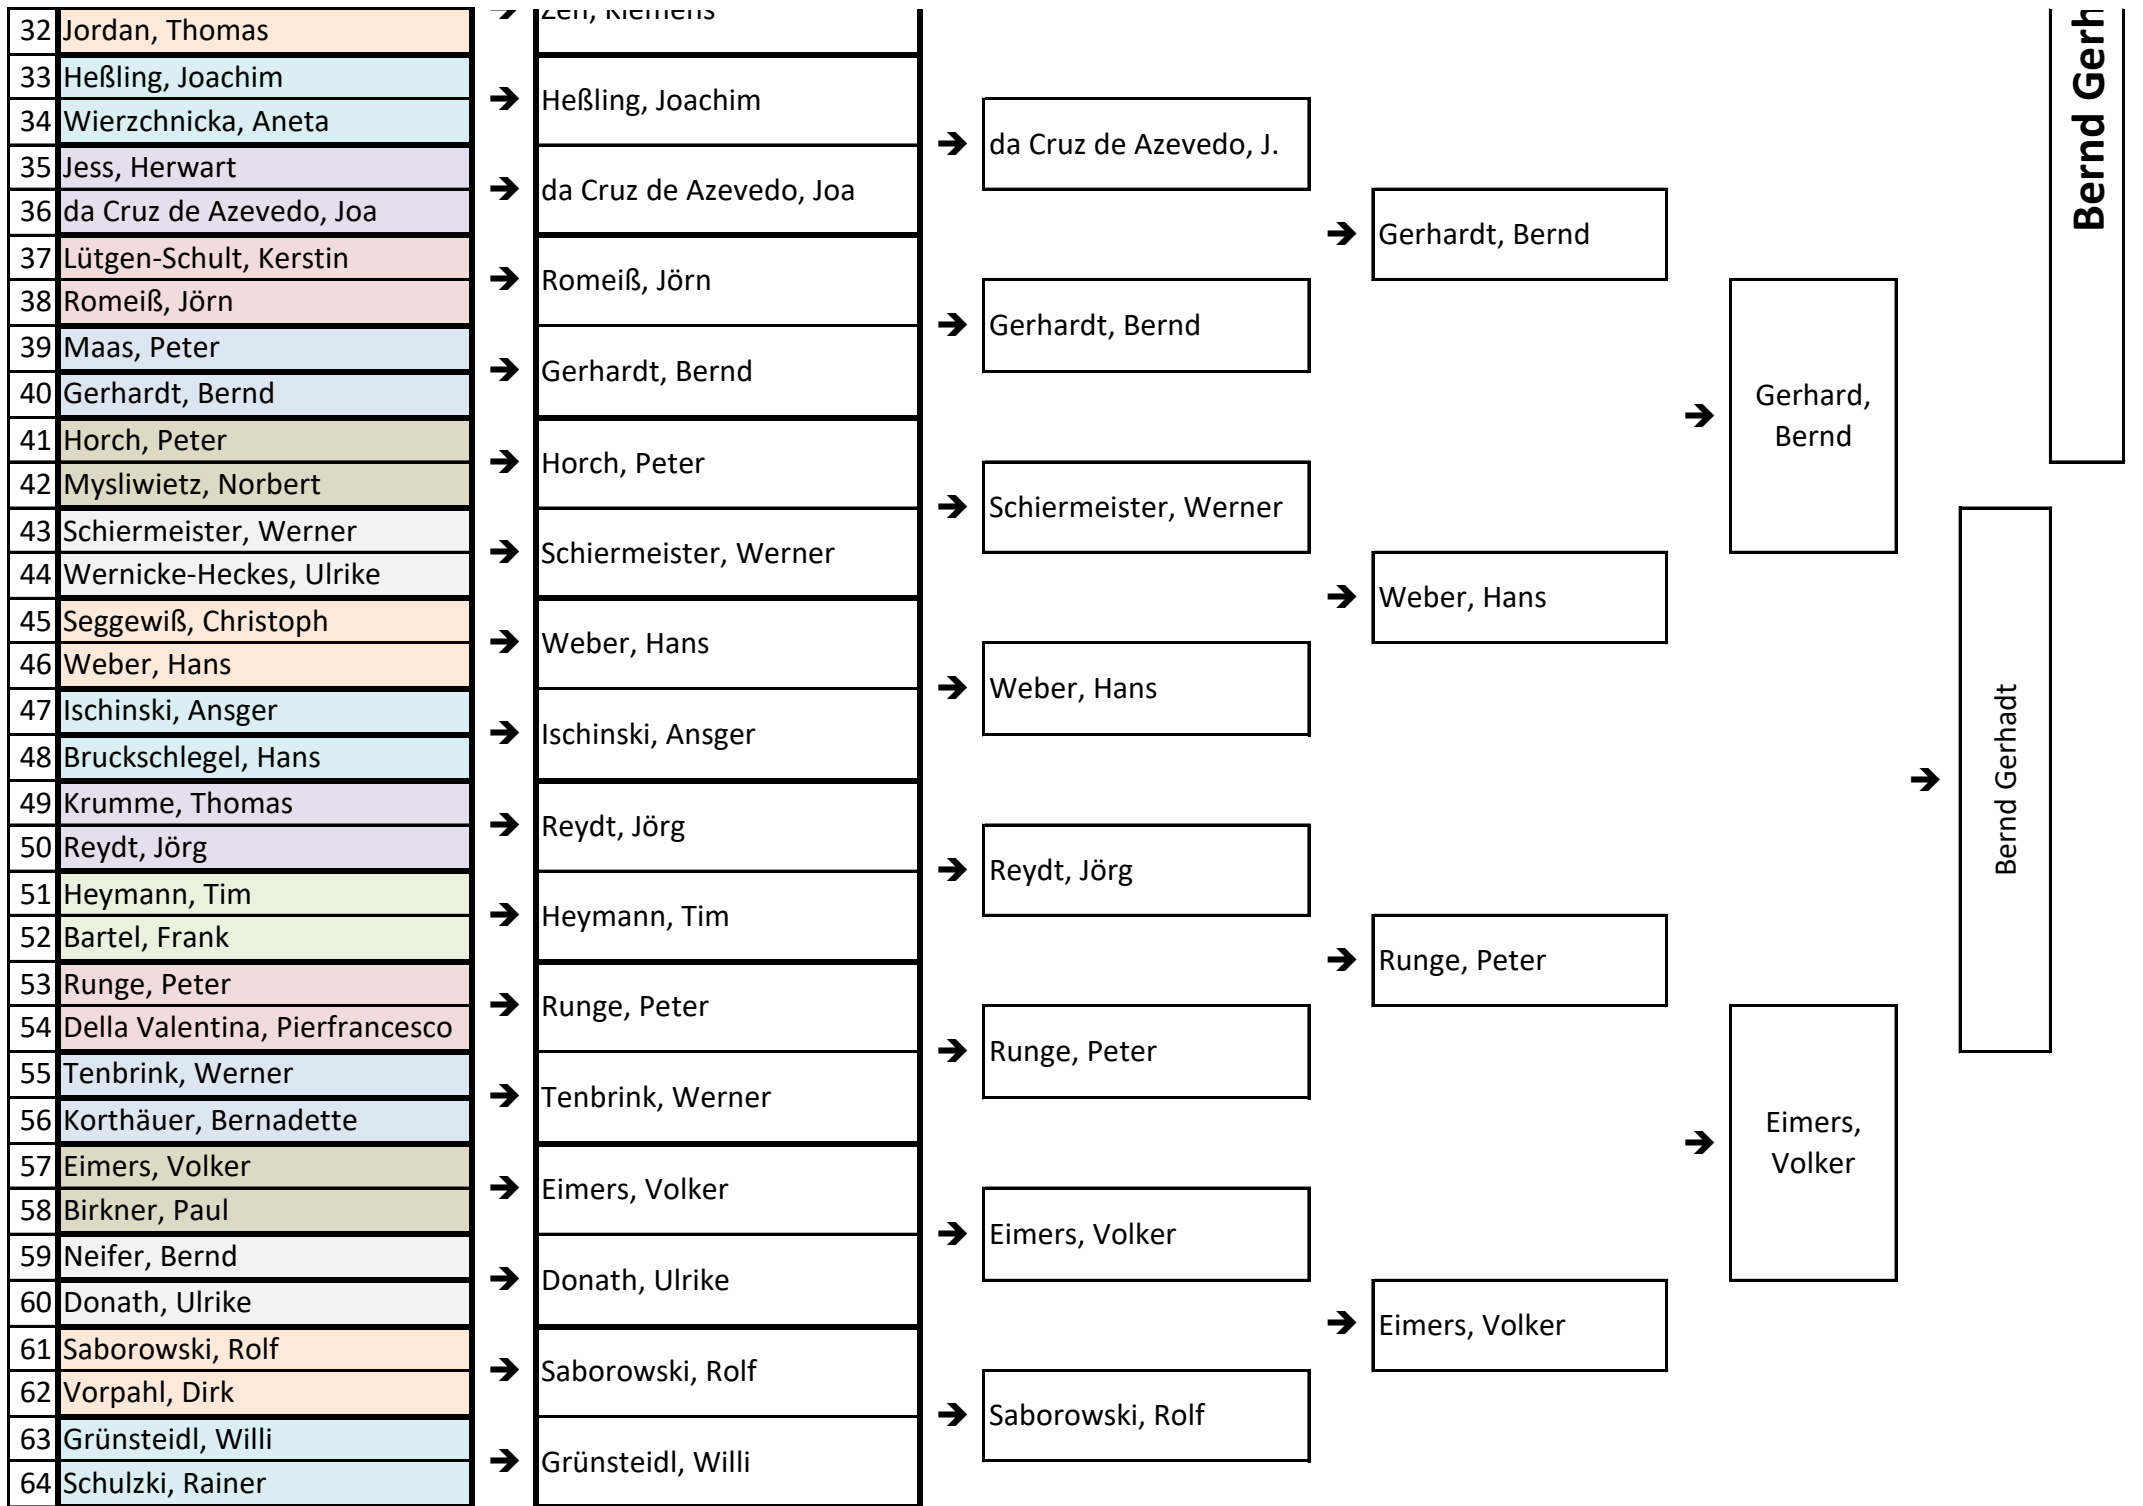 32 Jordan, Thomas
33 Heßling, Joachim
34 Wierzchnicka, Aneta
35 Jess, Herwart
36 da Cruz de Azevedo, Joa
37 Lütgen-Schult, Kerstin
38 Romeiß, Jörn
39 Maas, Peter
40 Gerhardt, Bernd
41 Horch, Peter
42 Mysliwietz, Norbert
43 Schiermeister, Werner
44 Wernicke-Heckes, Ulrike
45 Seggewiß, Christoph
46 Weber, Hans
47 Ischinski, Ansger
48 Bruckschlegel, Hans
49 Krumme, Thomas
50 Reydt, Jörg
51 Heymann, Tim
52 Bartel, Frank
53 Runge, Peter
54 Della Valentina, Pierfrancesco
55 Tenbrink, Werner
56 Korthäuer, Bernadette
57 Eimers, Volker
58 Birkner, Paul
59 Neifer, Bernd
60 Donath, Ulrike
61 Saborowski, Rolf
62 Vorpahl, Dirk
63 Grünsteidl, Willi
64 Schulzki, Rainer
➔ Klemens
➔ Heßling, Joachim
➔ da Cruz de Azevedo, Joa
➔ Romeiß, Jörn
➔ Gerhardt, Bernd
➔ Horch, Peter
➔ Schiermeister, Werner
➔ Weber, Hans
➔ Ischinski, Ansger
➔ Reydt, Jörg
➔ Heymann, Tim
➔ Runge, Peter
➔ Tenbrink, Werner
➔ Eimers, Volker
➔ Donath, Ulrike
➔ Saborowski, Rolf
➔ Grünsteidl, Willi
➔ da Cruz de Azevedo, J.
➔ Gerhardt, Bernd
➔ Schiermeister, Werner
➔ Weber, Hans
➔ Reydt, Jörg
➔ Runge, Peter
➔ Eimers, Volker
➔ Saborowski, Rolf
➔ Gerhardt, Bernd
➔ Weber, Hans
➔ Runge, Peter
➔ Eimers, Volker
➔ Gerhard,
Bernd
➔ Eimers,
Volker
➔ Bernd Gerhadt
Bernd Gerh